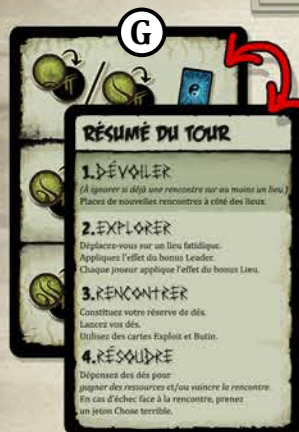 G
RÉSUMÉ DU TOUR
1.DÉVOILER
(À ignorer si déjà une rencontre sur au moins un lieu.)
Placez de nouvelles rencontres à côté des lieux.
2.EXPLORER
Déplacez-vous sur un lieu fatidique.
Appliquez l'effet du bonus Leader.
Chaque joueur applique l'effet du bonus Lieu.
3.RENCONTRER
Constituez votre réserve de dés.
Lancez vos dés.
Utilisez des cartes Exploit et Butin.
4.RÉSOUDRE
Dépensez des dés pour
gagner des ressources et/ou vaincre la rencontre.
En cas d'échec face à la rencontre, prenez
un jeton Chose terrible.